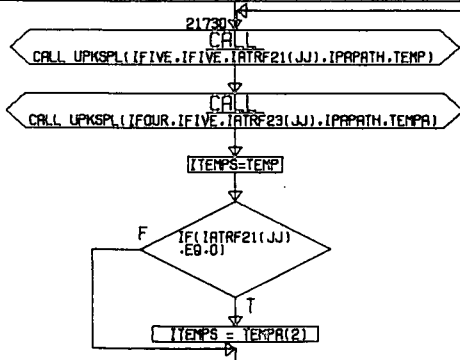 21730
CALL
CALL UPKSPL(IFIVE.IFIVE.IATRF21(JJ).IPAPATH.TEMP)
CALL
CALL UPKSPL(IFOUR.IFIVE.IATRF23(JJ).IPAPATH.TEMPA)
ITEMPS=TEMP
F
IF(IATRF21(JJ)
.EQ.0)
T
ITEMPS = TEMPA(2)